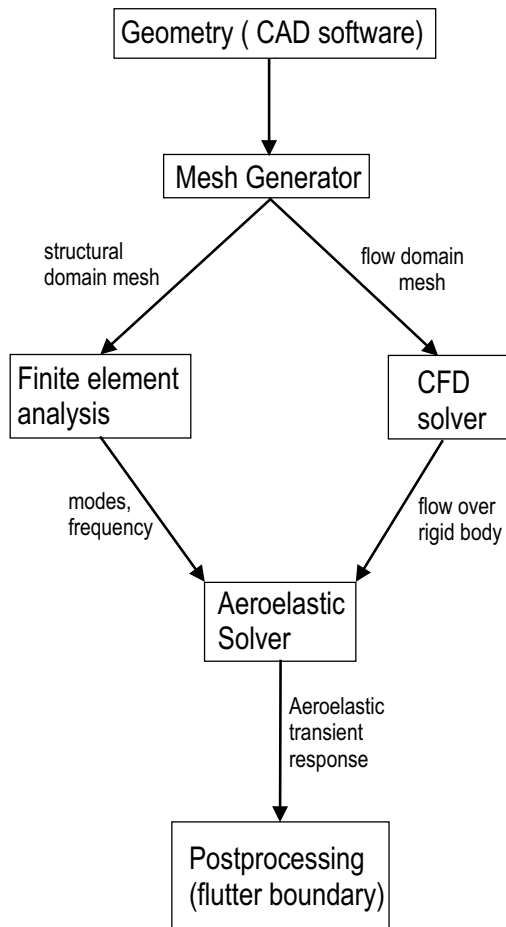 Geometry ( CAD software)
Mesh Generator
structural
domain mesh
flow domain
mesh
Finite element
analysis
CFD
solver
modes,
frequency
flow over
rigid body
Aeroelastic
Solver
Aeroelastic
transient
response
Postprocessing
(flutter boundary)